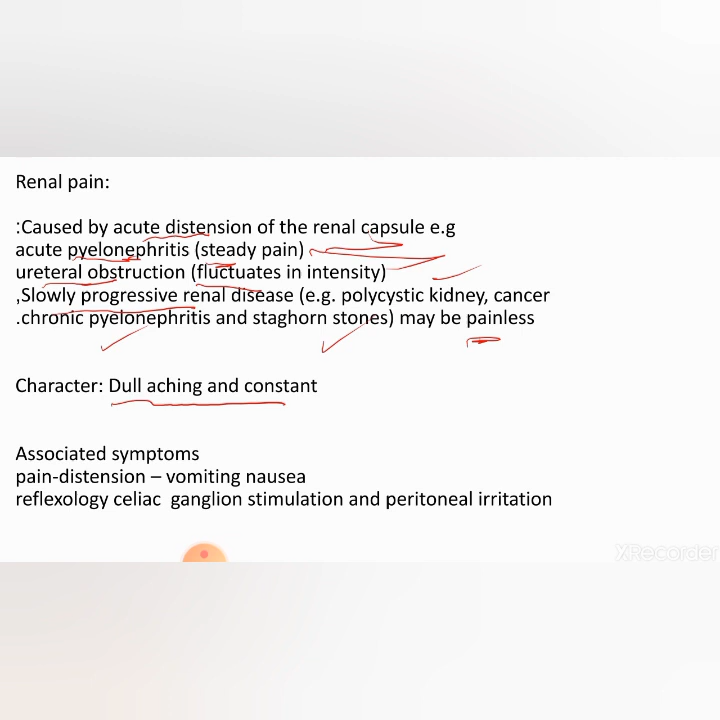 Renal pain:
:Caused by acute distension of the renal capsule e.g
acute pyelonephritis (steady pain)
ureteral obstruction (fluctuates in intensity)
,Slowly progressive renal disease (e.g. polycystic kidney, cancer
.chronic pyelonephritis and staghorn stones) may be painless
Character: Dull aching and constant
Associated symptoms
pain-distension – vomiting nausea
reflexology celiac  ganglion stimulation and peritoneal irritation
XRecorder